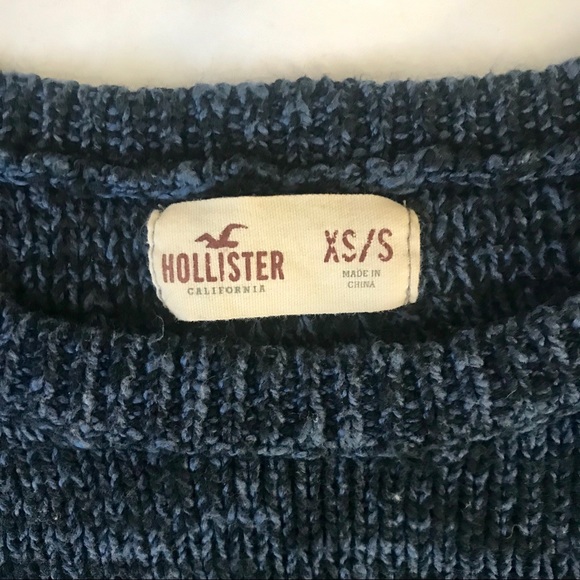 HOLLISTER
CALIFORNIA
XS/S
MADE IN
CHINA